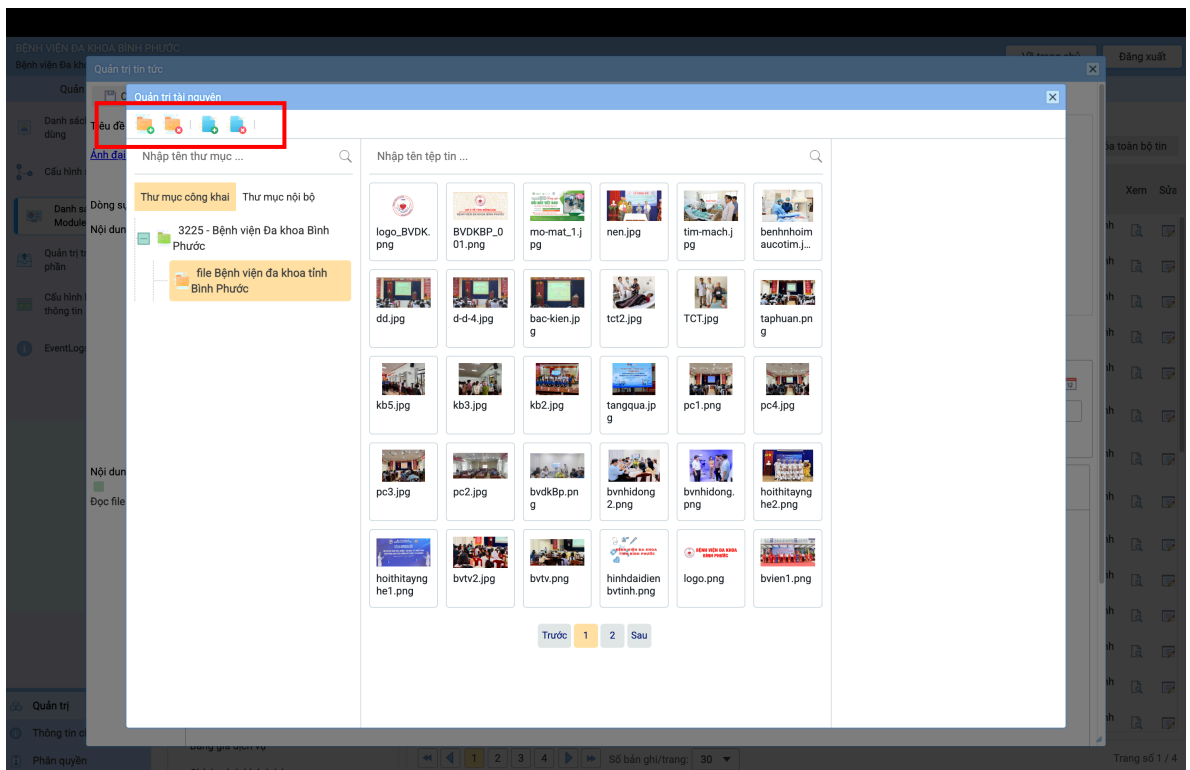 BỆNH VIỆN ĐA KHOA BÌNH PHƯỚC
Bệnh viện Đa kh
Đăng xuất
Quản trị tin tức
Quản
Quản trị tài nguyên
Danh sác
dùng
Tiêu đề
Ảnh đại
Cấu hình
Danh s
Module
Dòng sự
Nội dun
Quản trị t
phần
Cấu hình
thông tin
EventLog
Nội dun
Đọc file
Nhập tên thư mục ...
Nhập tên tệp tin ...
Thư mục công khai
Thư mục nội bộ
3225 - Bệnh viện Đa khoa Bình
Phước
file Bệnh viện đa khoa tỉnh
Bình Phước
logo_BVDK.
png
BVDKBP_0
01.png
mo-mat_1.j
pg
nen.jpg
tim-mach.j
pg
benhnhoim
aucotim.j...
dd.jpg
d-d-4.jpg
bac-kien.jp
g
tct2.jpg
TCT.jpg
taphuan.pn
g
kb5.jpg
kb3.jpg
kb2.jpg
tangqua.jp
g
pc1.png
pc4.jpg
pc3.jpg
pc2.jpg
bvdkBp.pn
g
bvnhidong
2.png
bvnhidong.
png
hoithitayng
he2.png
hoithitayng
he1.png
bvtv2.jpg
bvtv.png
hinhdaidien
bvtinh.png
logo.png
bvien1.png
Trước 1 2 Sau
a toàn bộ tin
Xem Sửa
Quản trị
Thông tin c
Phân quyền
1 2 3 4 Số bản ghi/trang: 30
Trang số 1 / 4